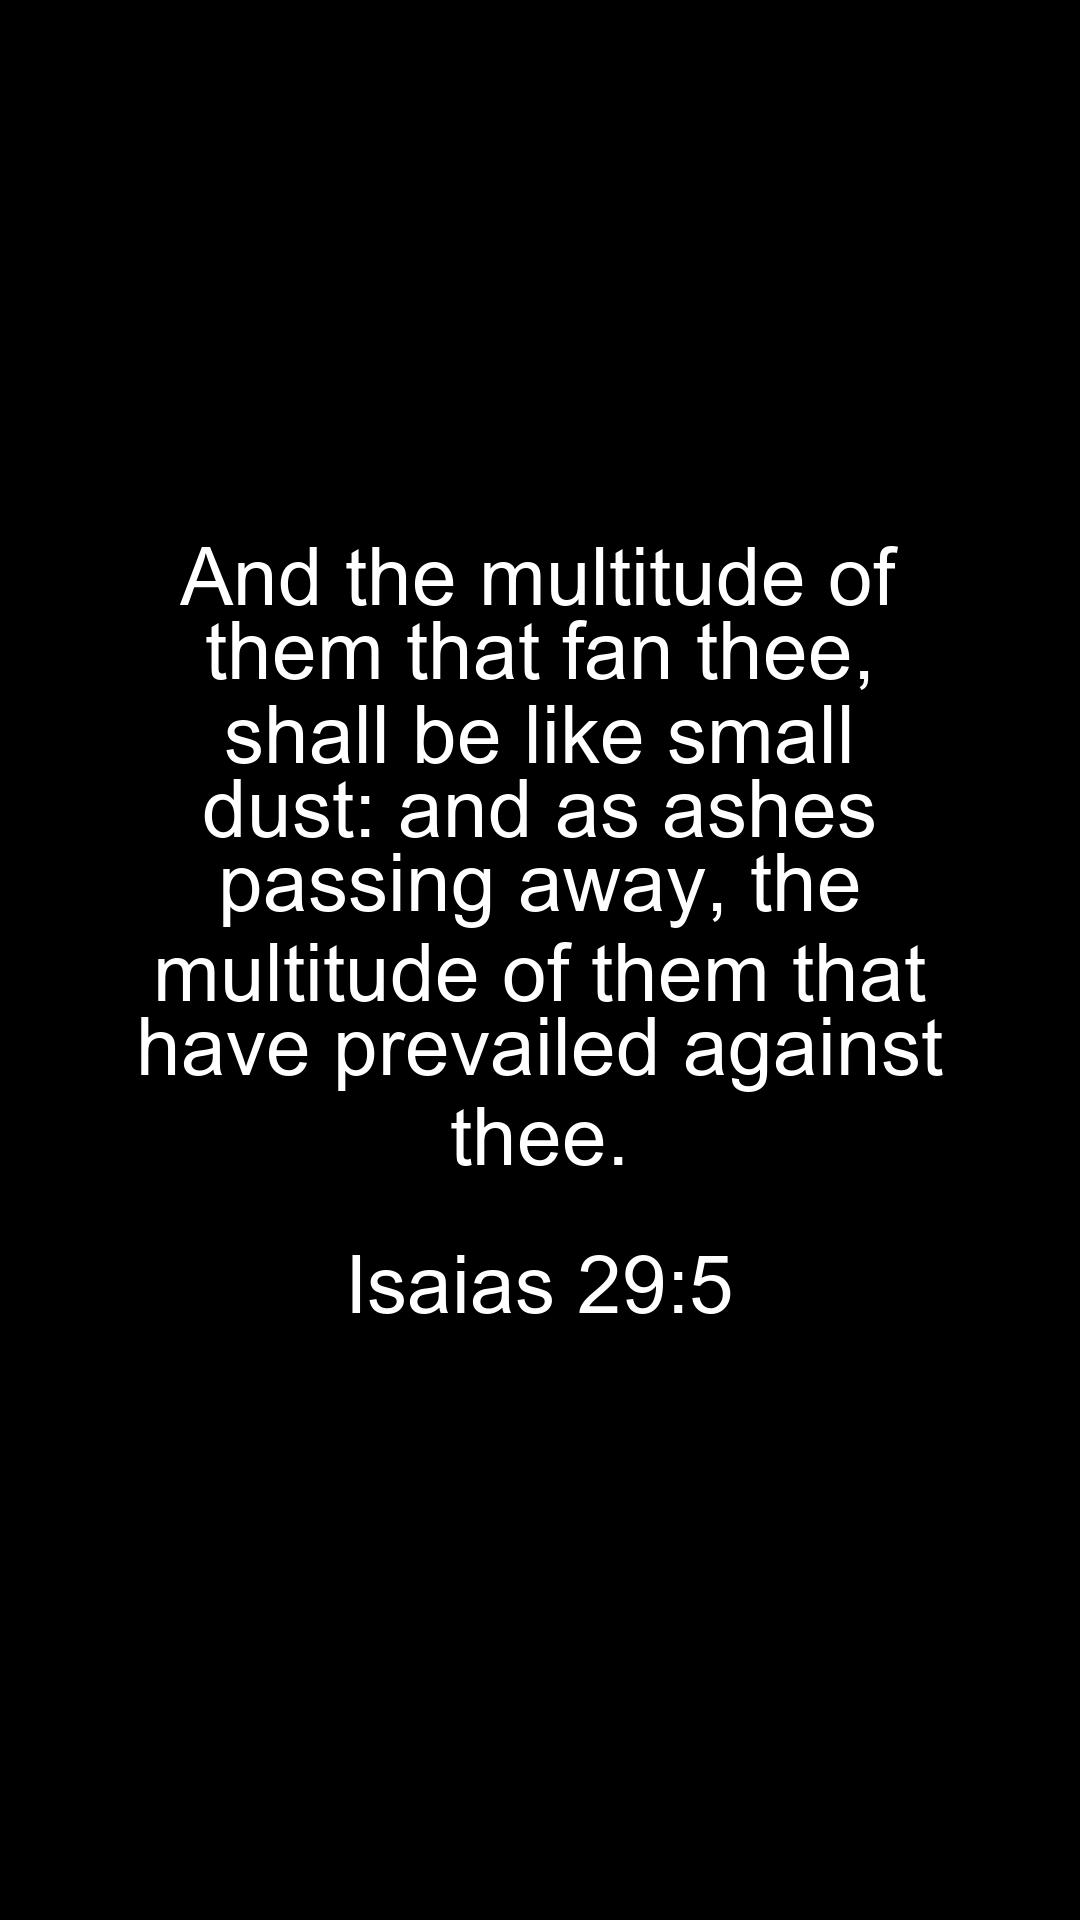 And the multitude of
them that fan thee,
shall be like small
dust: and as ashes
passing away, the
multitude of them that
have prevailed against
thee.
Isaias 29:5